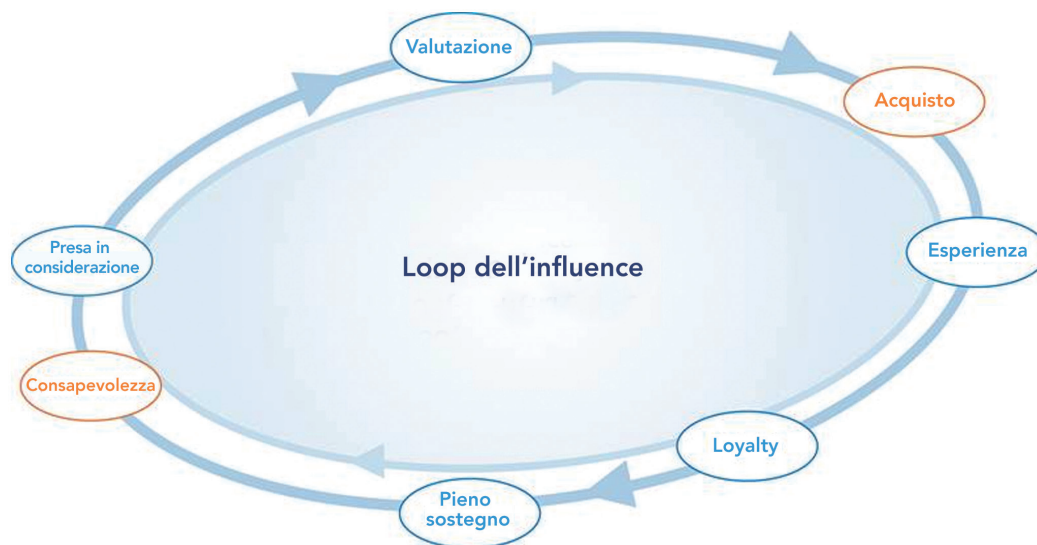 Valutazione
Acquisto
Presa in
considerazione
Loop dell’influence
Esperienza
Consapevolezza
Loyalty
Pieno
sostegno